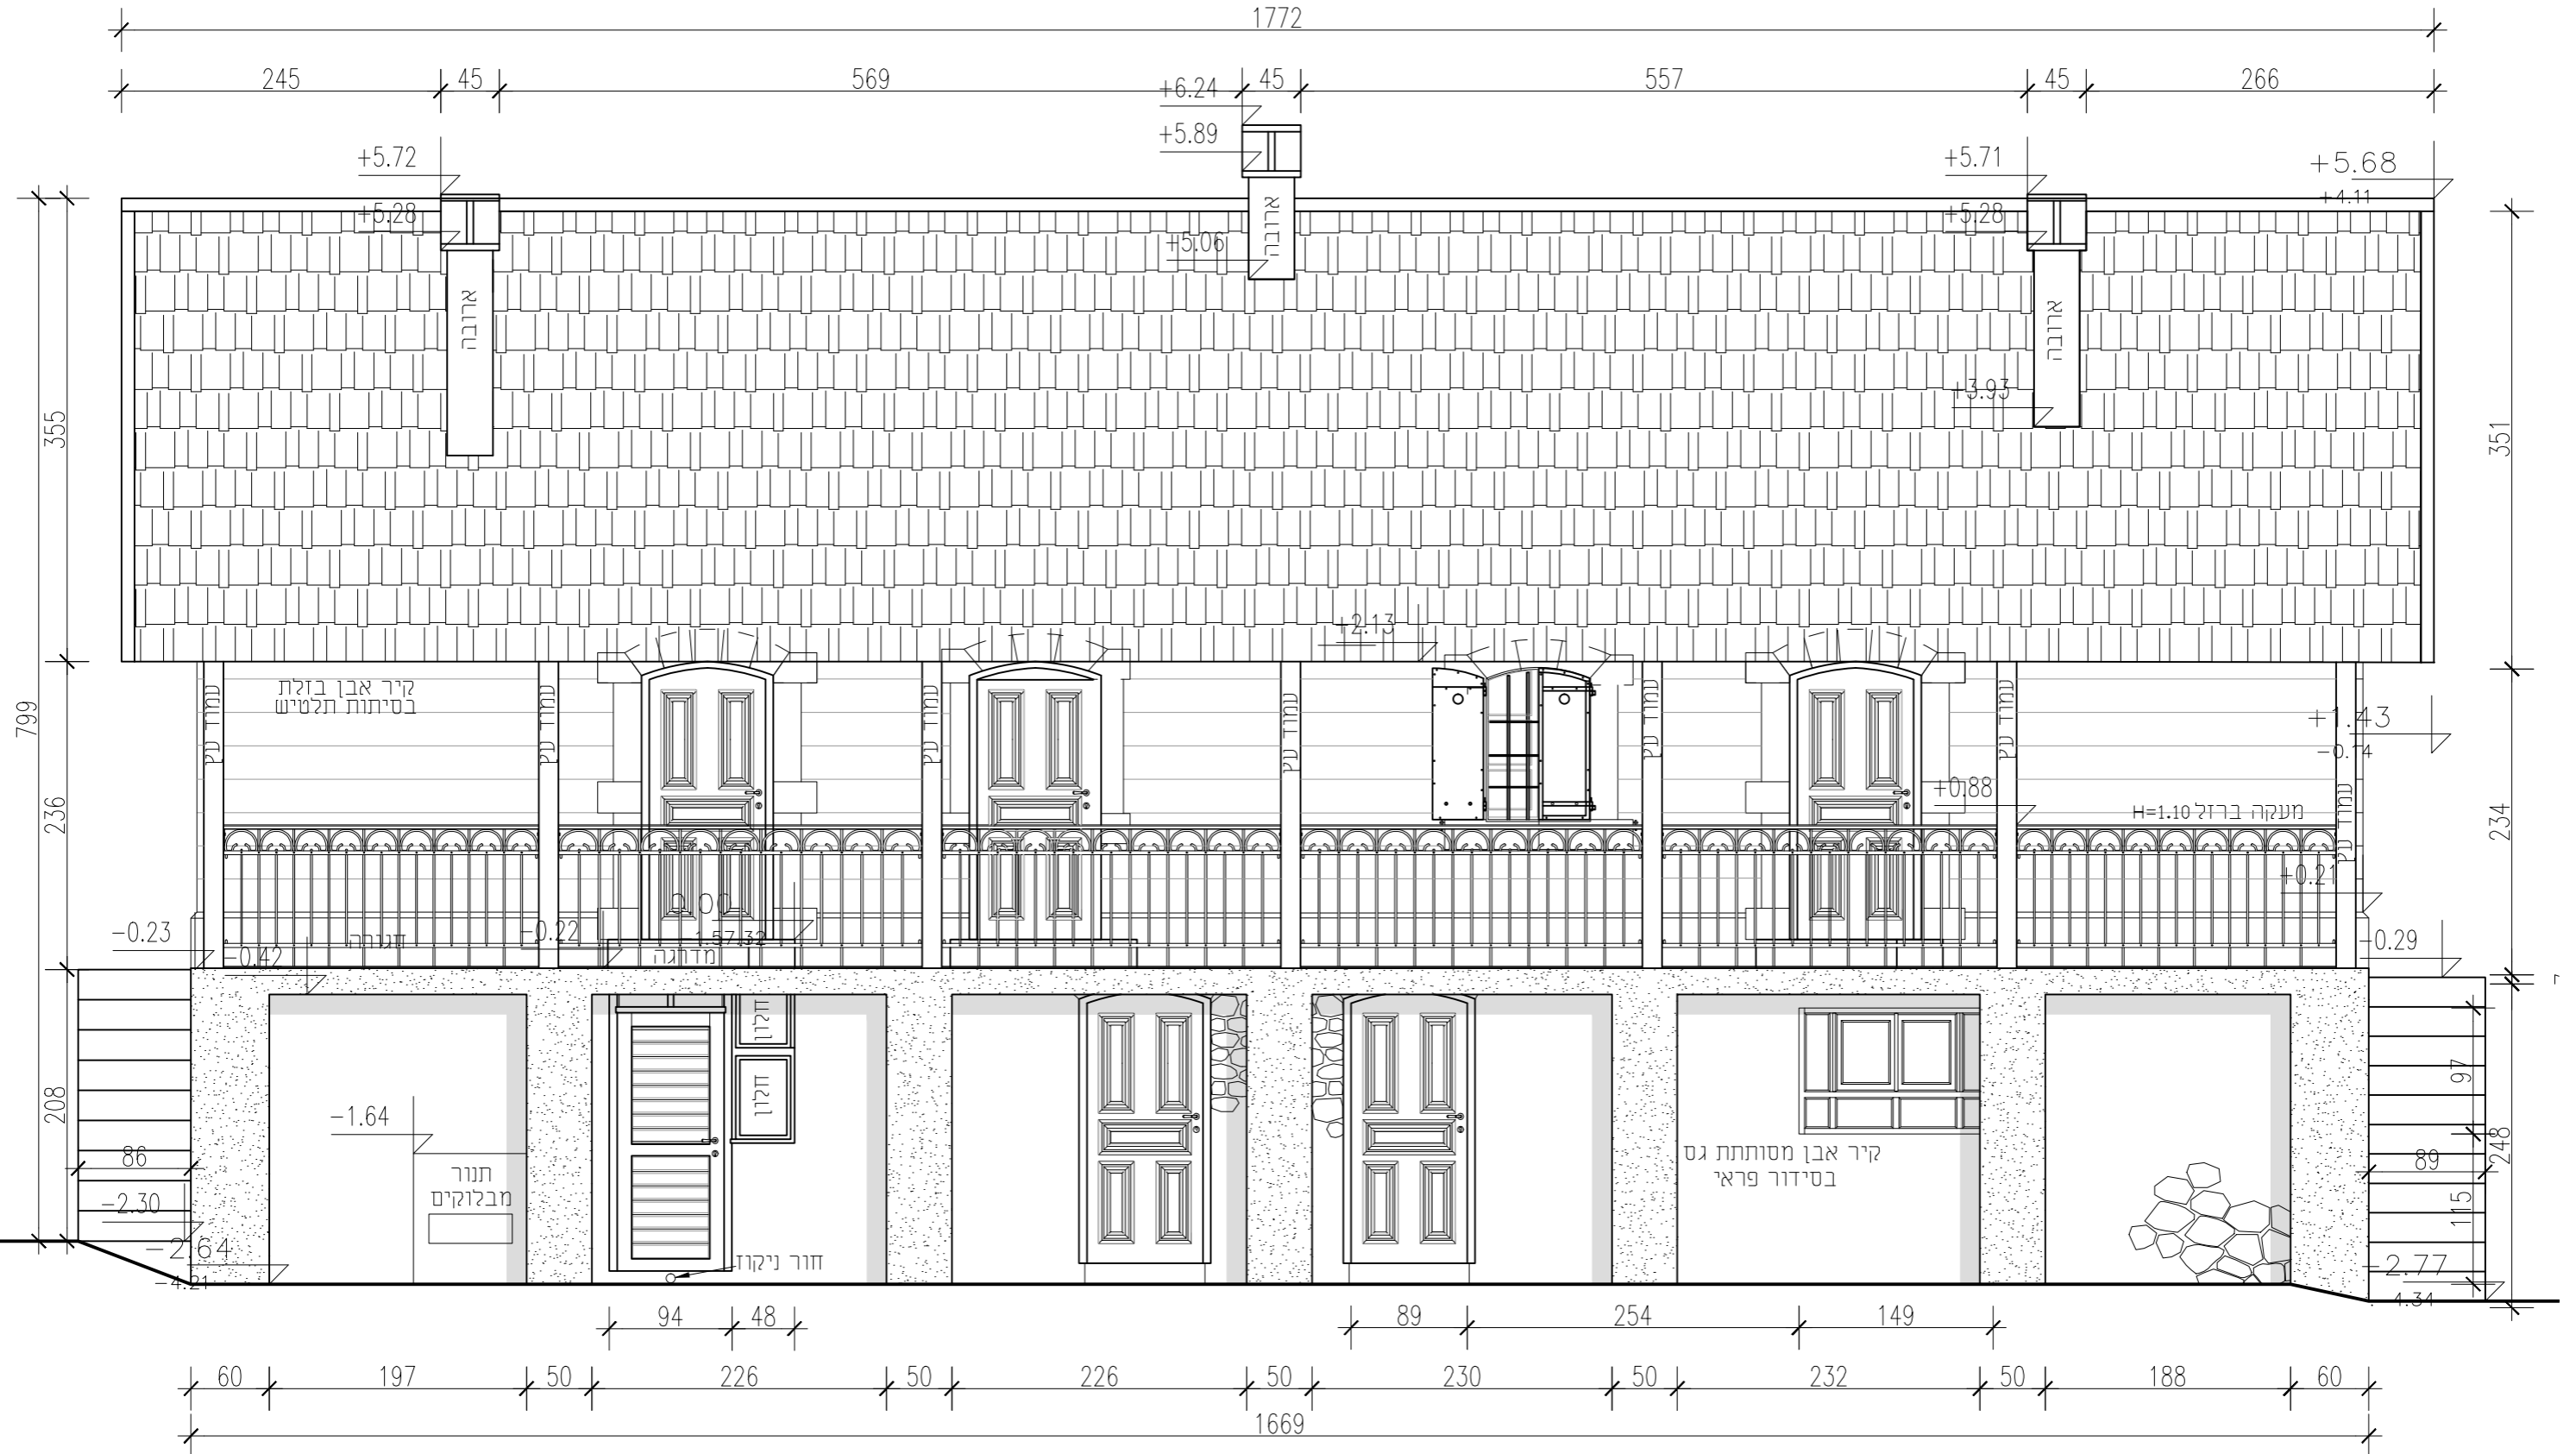 1772
245 45 569 45 557 45 266
+6.24
+5.89
+5.72
+5.71
+5.68
+4.11
+5.28
+5.28
+5.06
ארובה
ארובה
ארובה
+3.93
799
355
351
+2.13
קיר אבן בזלת
בסיתות תלטיש
עמוד עץ
עמוד עץ
עמוד עץ
עמוד עץ
עמוד עץ
עמוד עץ
עמוד עץ
+1.43
-0.14
+0.88
מעקה ברזל H=1.10
236
234
+0.21
0.00
-0.23
-0.22
-0.29
-0.42
חגורה
מדרגה
חלון
חלון
208
-1.64
86
תנור
מבלוקים
-2.30
-2.64
-4.21
חור ניקוז
קיר אבן מסותתת גס
בסידור פראי
97
248
89
115
-2.77
4.34
94 48 89 254 149
60 197 50 226 50 226 50 230 50 232 50 188 60
1669